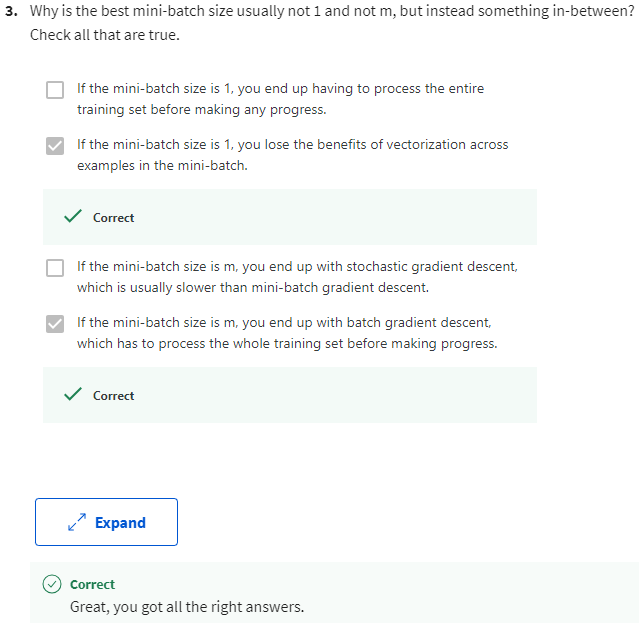 3. Why is the best mini-batch size usually not 1 and not m, but instead something in-between?
Check all that are true.
If the mini-batch size is 1, you end up having to process the entire
training set before making any progress.
If the mini-batch size is 1, you lose the benefits of vectorization across
examples in the mini-batch.
Correct
If the mini-batch size is m, you end up with stochastic gradient descent,
which is usually slower than mini-batch gradient descent.
If the mini-batch size is m, you end up with batch gradient descent,
which has to process the whole training set before making progress.
Correct
Expand
Correct
Great, you got all the right answers.